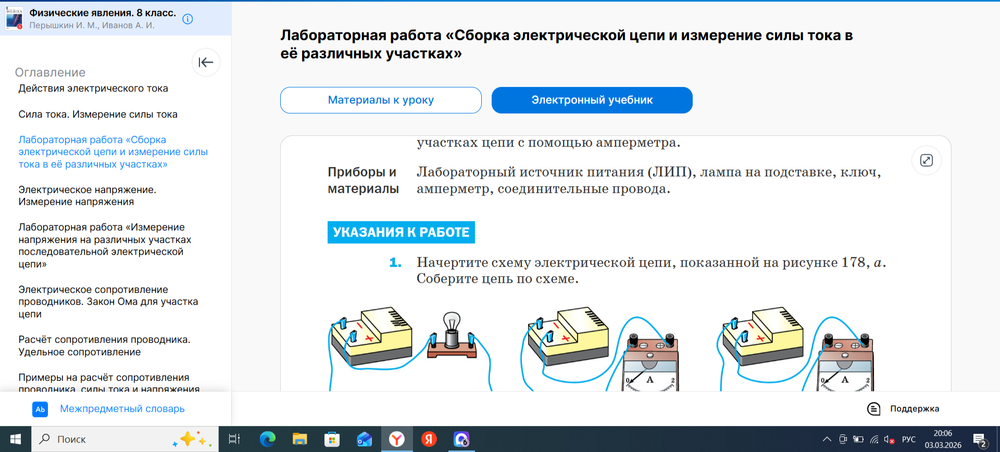 ФИЗИКА
8
Физические явления. 8 класс.
Перышкин И. М., Иванов А. И.
Оглавление
Действия электрического тока
Сила тока. Измерение силы тока
Лабораторная работа «Сборка
электрической цепи и измерение силы
тока в её различных участках»
Электрическое напряжение.
Измерение напряжения
Лабораторная работа «Измерение
напряжения на различных участках
последовательной электрической
цепи»
Электрическое сопротивление
проводников. Закон Ома для участка
цепи
Расчёт сопротивления проводника.
Удельное сопротивление
Примеры на расчёт сопротивления
проводника, силы тока и напряжения
Ab Межпредметный словарь
Лабораторная работа «Сборка электрической цепи и измерение силы тока в
её различных участках»
Материалы к уроку
Электронный учебник
участках цепи с помощью амперметра.
Приборы и
материалы
Лабораторный источник питания (ЛИП), лампа на подставке, ключ,
амперметр, соединительные провода.
УКАЗАНИЯ К РАБОТЕ
1. Начертите схему электрической цепи, показанной на рисунке 178, а.
Соберите цепь по схеме.
0 А 2
0 А 2
Поддержка
Поиск
6
РУС
20:06
03.03.2026
2